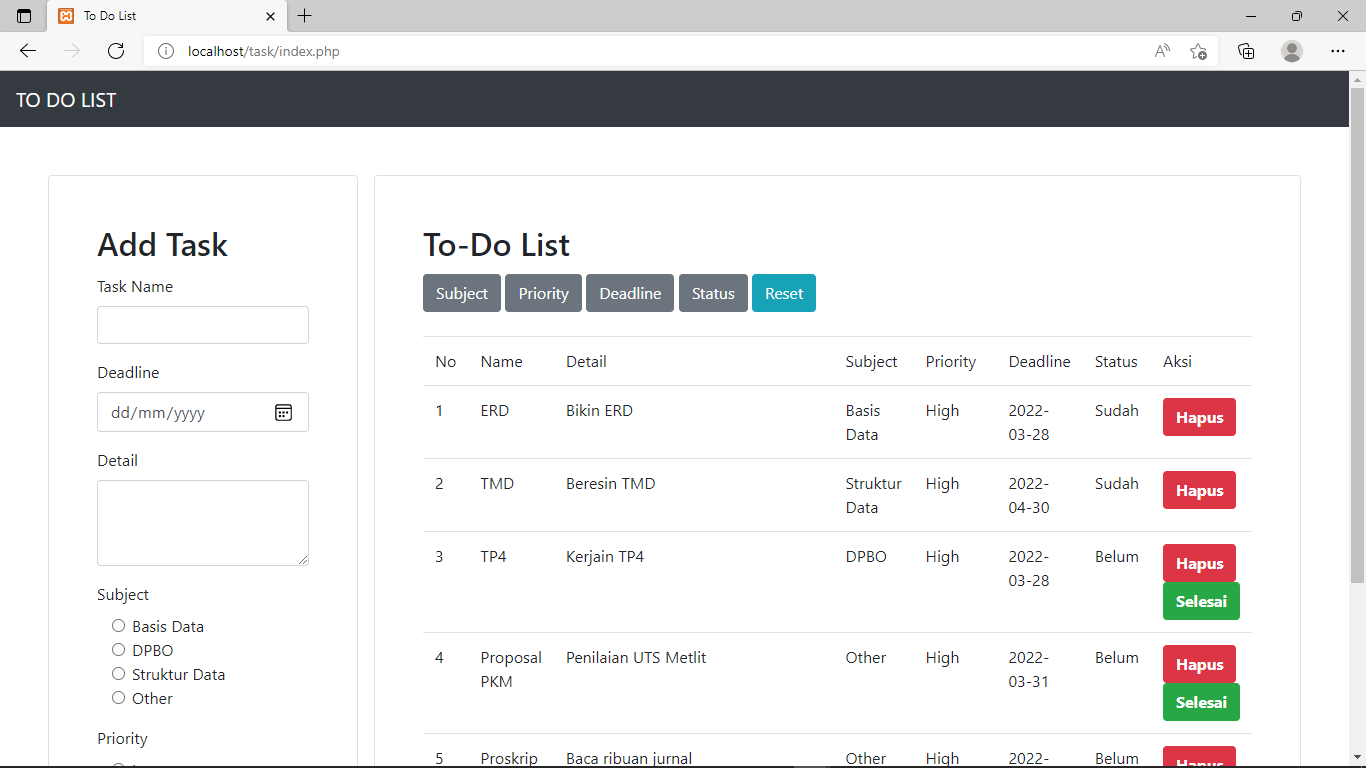 To Do List
localhost/task/index.php
TO DO LIST
Add Task
Task Name
Deadline
dd/mm/yyyy
Detail
Subject
Basis Data
DPBO
Struktur Data
Other
Priority
To-Do List
Subject Priority Deadline Status Reset
No Name Detail Subject Priority Deadline Status Aksi
1 ERD Bikin ERD Basis High 2022- Sudah Hapus
Data 03-28
2 TMD Beresin TMD Struktur High 2022- Sudah Hapus
Data 04-30
3 TP4 Kerjain TP4 DPBO High 2022- Belum Hapus
03-28
Selesai
4 Proposal Penilaian UTS Metlit Other High 2022- Belum Hapus
PKM 03-31
Selesai
5 Proskrip Baca ribuan jurnal Other High 2022- Belum Hapus